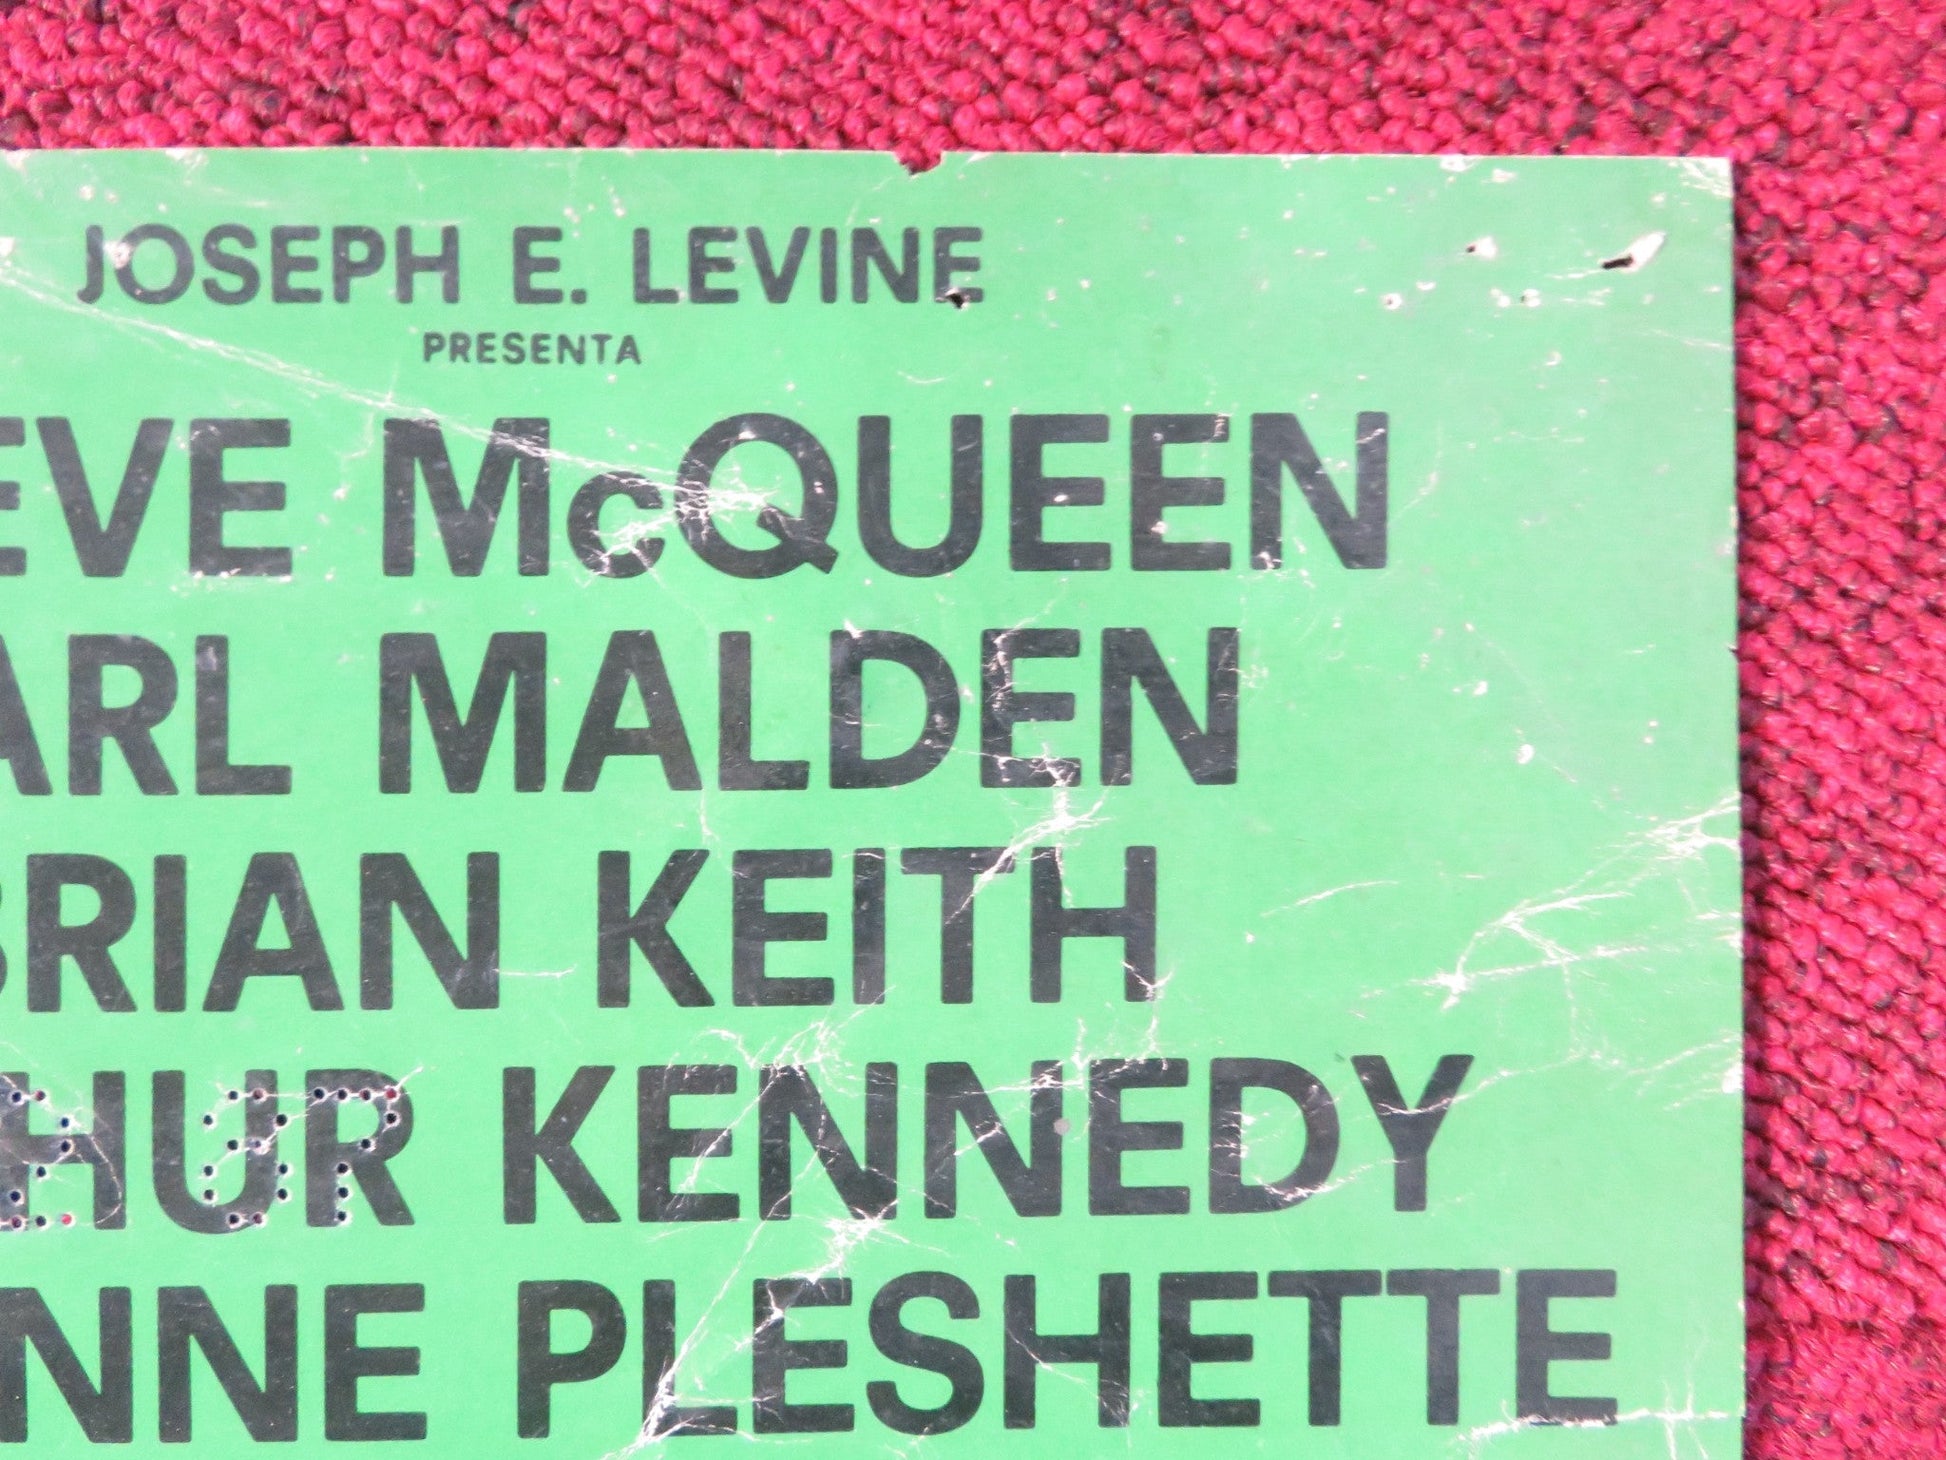 JOSEPH E. LEVINE
PRESENTA
EVE McQUEEN
ARL MALDEN
BRIAN KEITH
HUR KENNEDY
NNE PLESHETTE